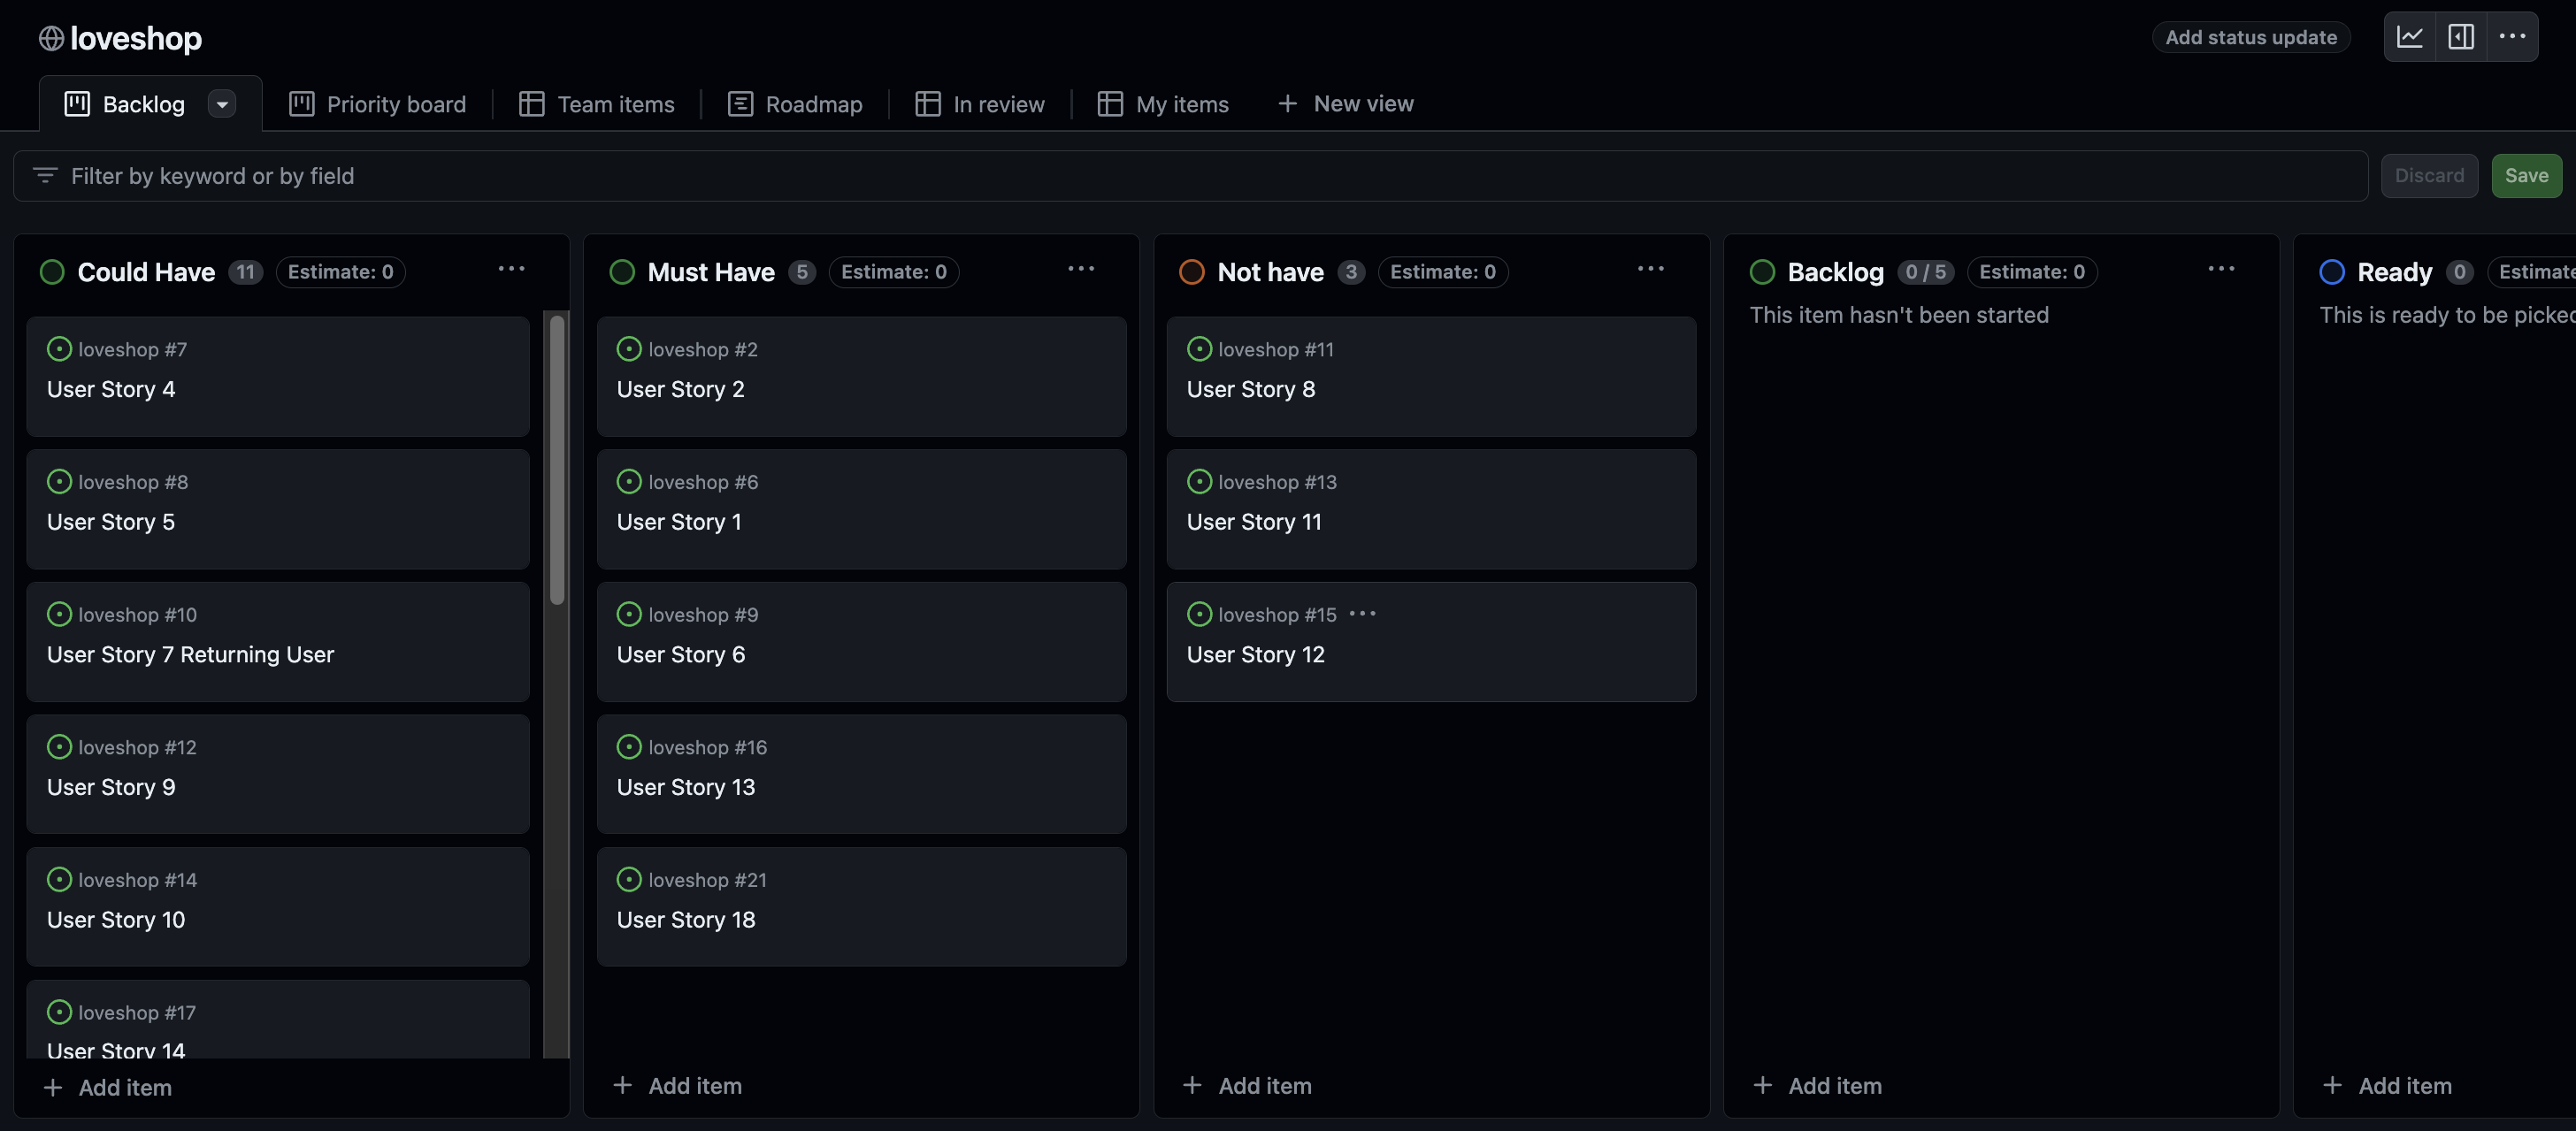 loveshop
Add status update
Backlog
Priority board
Team items
Roadmap
In review
My items
New view
Filter by keyword or by field
Discard
Save
Could Have 11 Estimate: 0
loveshop #7
User Story 4
loveshop #8
User Story 5
loveshop #10
User Story 7 Returning User
loveshop #12
User Story 9
loveshop #14
User Story 10
loveshop #17
User Story 14
Add item
Must Have 5 Estimate: 0
loveshop #2
User Story 2
loveshop #6
User Story 1
loveshop #9
User Story 6
loveshop #16
User Story 13
loveshop #21
User Story 18
Add item
Not have 3 Estimate: 0
loveshop #11
User Story 8
loveshop #13
User Story 11
loveshop #15
User Story 12
Add item
Backlog 0 / 5 Estimate: 0
This item hasn't been started
Add item
Ready 0 Estimate
This is ready to be picked
Add item